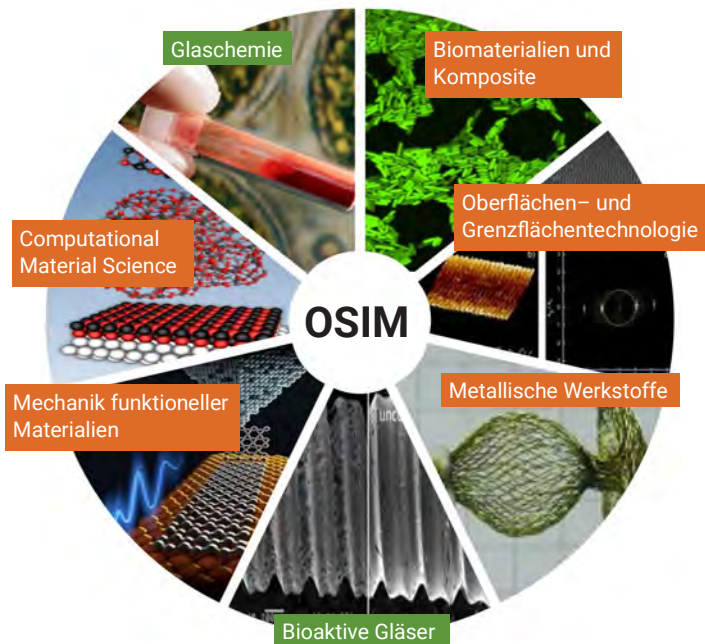 Glaschemie
Biomaterialien und
Komposite
Oberflächen– und
Grenzflächentechnologie
Computational
Material Science
OSIM
Mechanik funktioneller
Materialien
Metallische Werkstoffe
Bioaktive Gläser